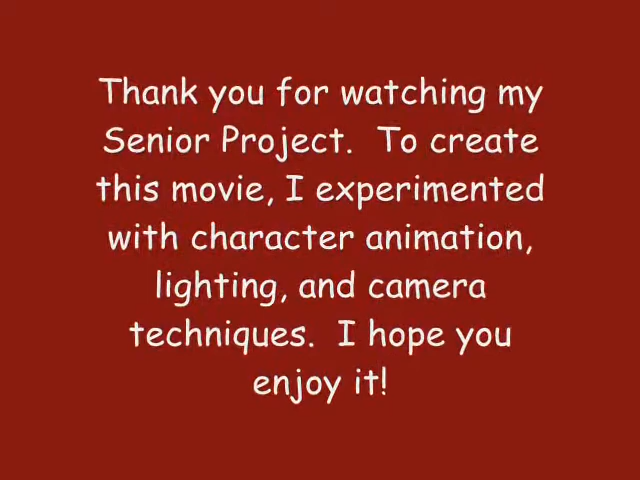 Thank you for watching my
Senior Project.  To create
this movie, I experimented
with character animation,
lighting, and camera
techniques.  I hope you
enjoy it!